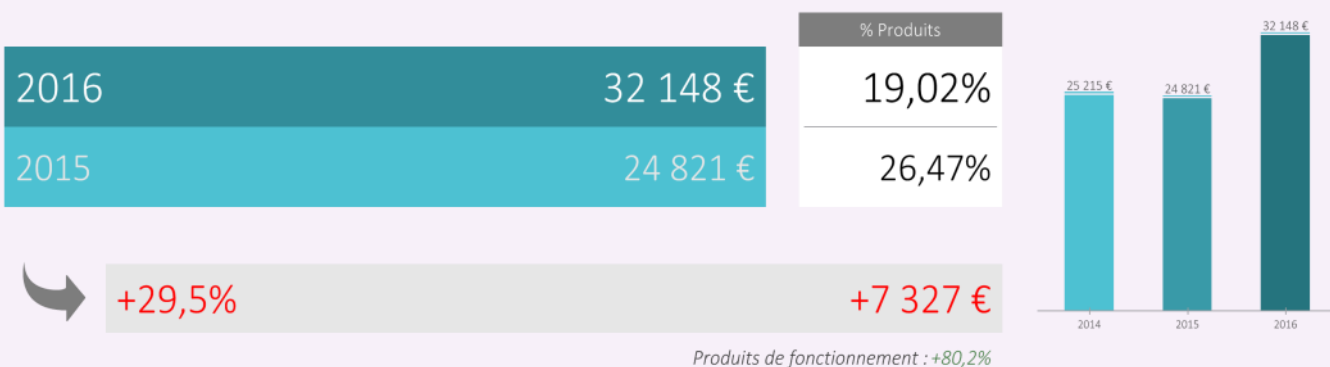 % Produits
2016 32 148 € 19,02%
2015 24 821 € 26,47%
+29,5% +7 327 €
Produits de fonctionnement : +80,2%
32 148 €
25 215 €
24 821 €
2014 2015 2016